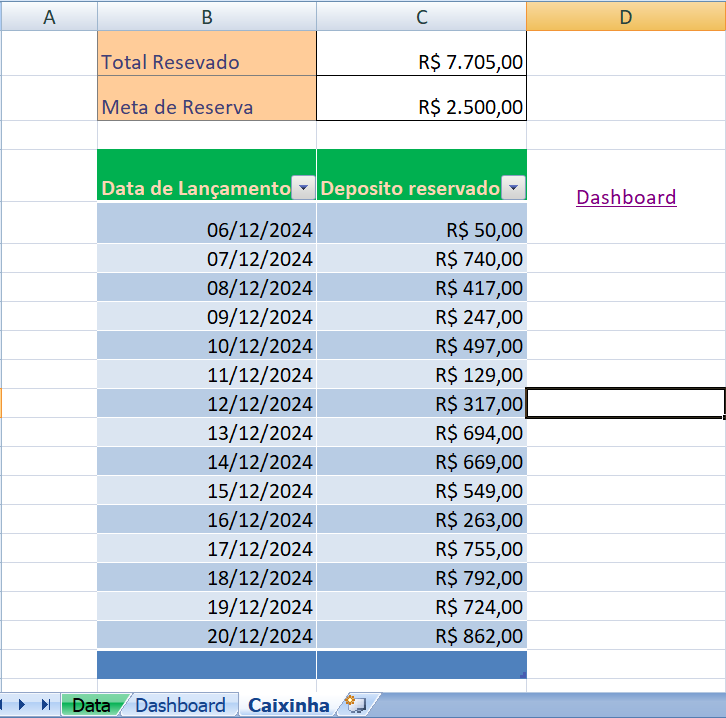 A B C D
Total Resevado R$ 7.705,00
Meta de Reserva R$ 2.500,00
Data de Lançamento Deposito reservado
Dashboard
06/12/2024 R$ 50,00
07/12/2024 R$ 740,00
08/12/2024 R$ 417,00
09/12/2024 R$ 247,00
10/12/2024 R$ 497,00
11/12/2024 R$ 129,00
12/12/2024 R$ 317,00
13/12/2024 R$ 694,00
14/12/2024 R$ 669,00
15/12/2024 R$ 549,00
16/12/2024 R$ 263,00
17/12/2024 R$ 755,00
18/12/2024 R$ 792,00
19/12/2024 R$ 724,00
20/12/2024 R$ 862,00
Data Dashboard Caixinha